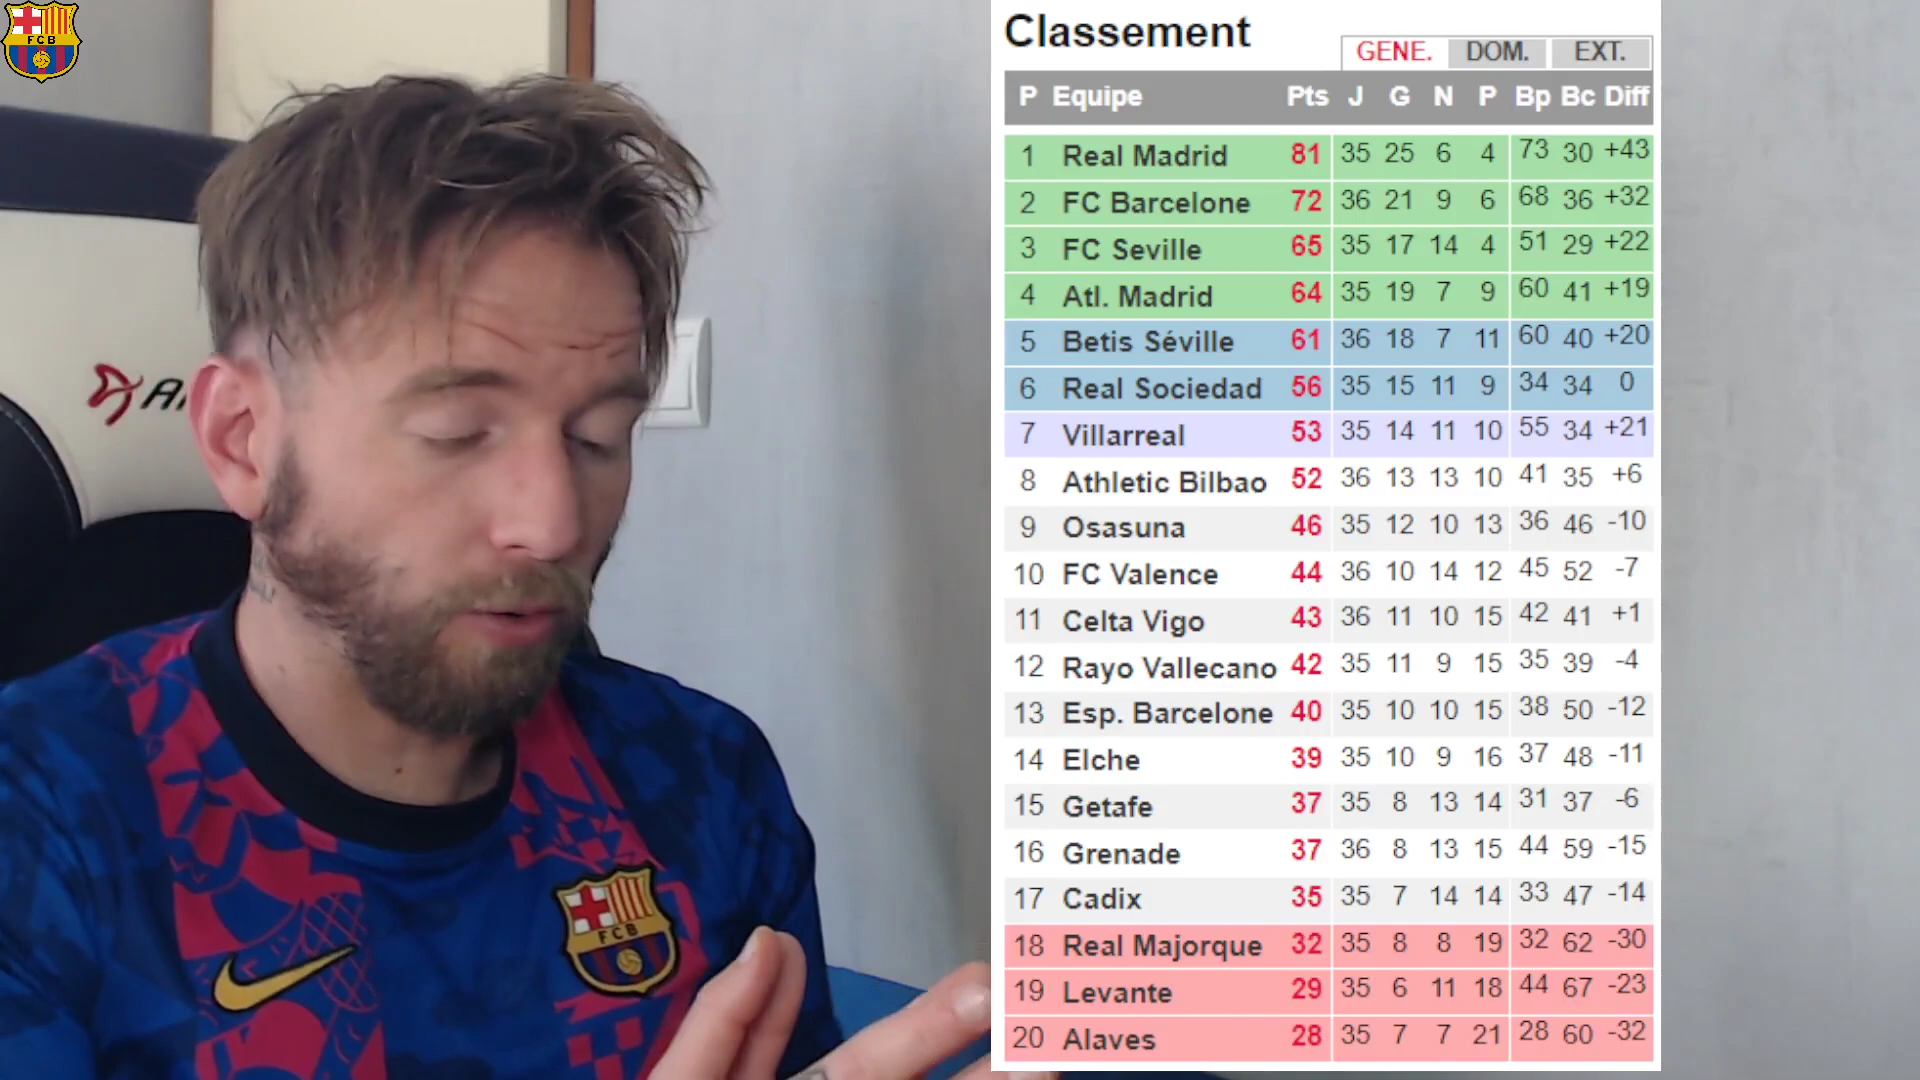 FCB
Classement
GENE. DOM. EXT.
P Equipe Pts J G N P Bp Bc Diff
1 Real Madrid 81 35 25 6 4 73 30 +43
2 FC Barcelone 72 36 21 9 6 68 36 +32
3 FC Seville 65 35 17 14 4 51 29 +22
4 Atl. Madrid 64 35 19 7 9 60 41 +19
5 Betis Séville 61 36 18 7 11 60 40 +20
6 Real Sociedad 56 35 15 11 9 34 34 0
7 Villarreal 53 35 14 11 10 55 34 +21
8 Athletic Bilbao 52 36 13 13 10 41 35 +6
9 Osasuna 46 35 12 10 13 36 46 -10
10 FC Valence 44 36 10 14 12 45 52 -7
11 Celta Vigo 43 36 11 10 15 42 41 +1
12 Rayo Vallecano 42 35 11 9 15 35 39 -4
13 Esp. Barcelone 40 35 10 10 15 38 50 -12
14 Elche 39 35 10 9 16 37 48 -11
15 Getafe 37 35 8 13 14 31 37 -6
16 Grenade 37 36 8 13 15 44 59 -15
17 Cadix 35 35 7 14 14 33 47 -14
18 Real Majorque 32 35 8 8 19 32 62 -30
19 Levante 29 35 6 11 18 44 67 -23
20 Alaves 28 35 7 7 21 28 60 -32
FCB